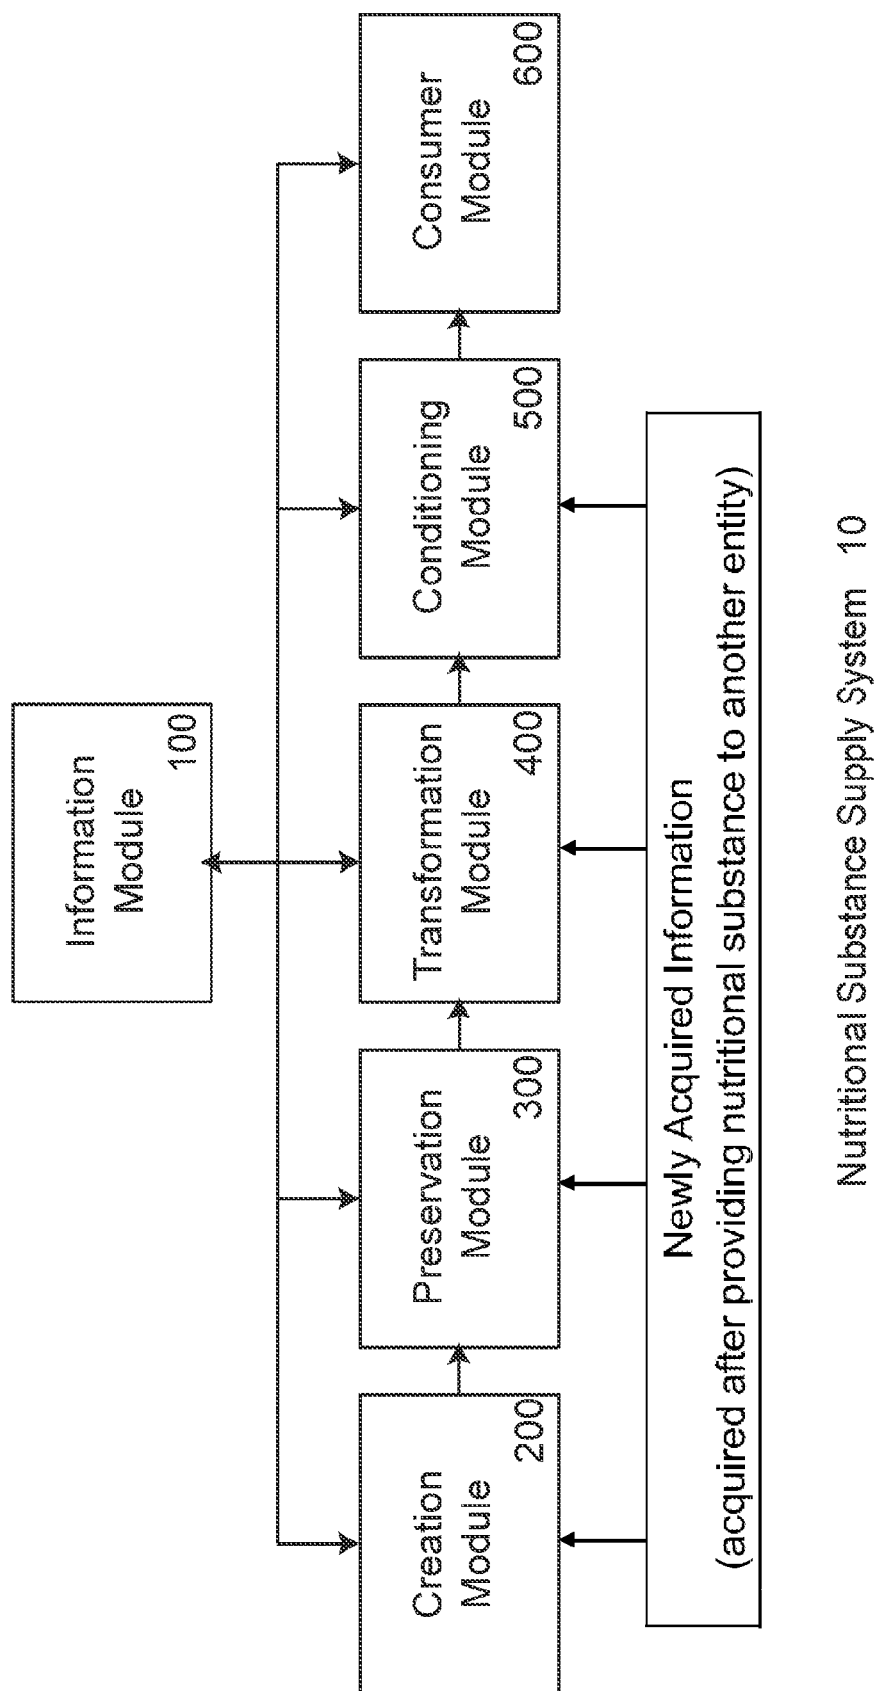 Information
Module
100
Creation
Module
200
Preservation
Module
300
Transformation
Module
400
Conditioning
Module
500
Consumer
Module
600
Newly Acquired Information
(acquired after providing nutritional substance to another entity)
Nutritional Substance Supply System 10